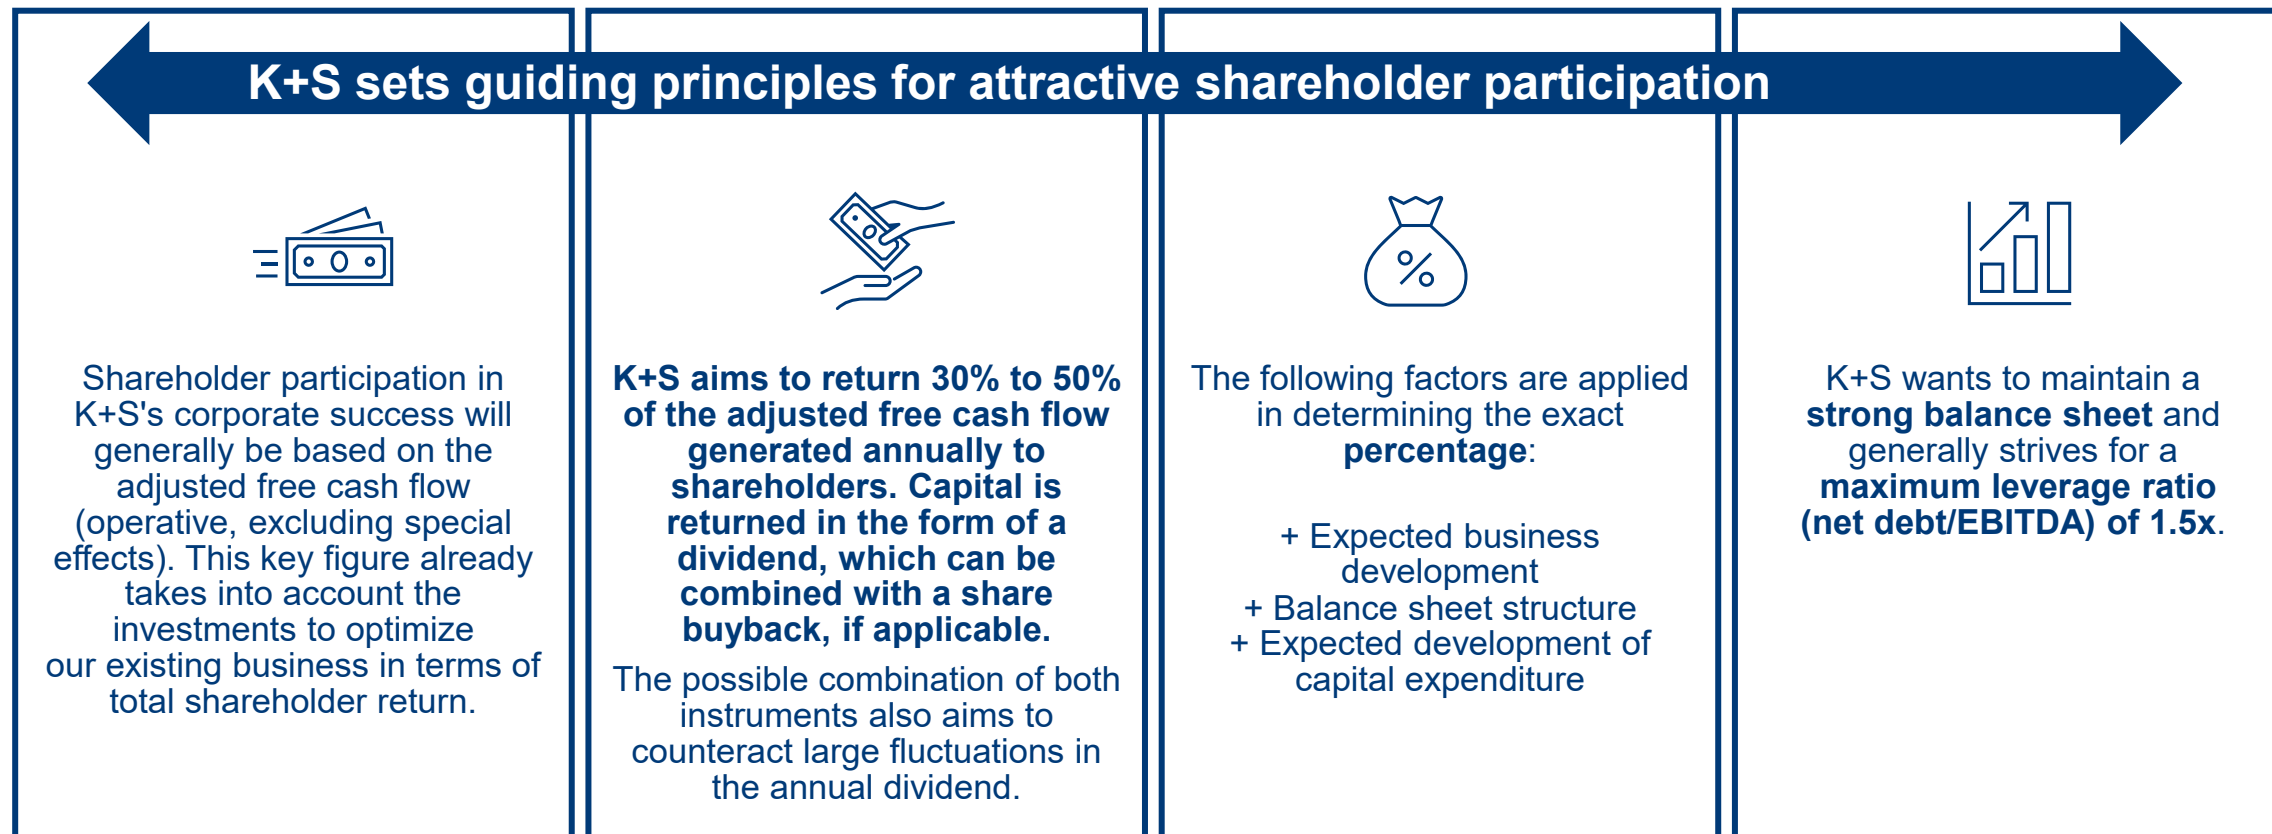 K+S sets guiding principles for attractive shareholder participation
Shareholder participation in
K+S's corporate success will
generally be based on the
adjusted free cash flow
(operative, excluding special
effects). This key figure already
takes into account the
investments to optimize
our existing business in terms of
total shareholder return.
K+S aims to return 30% to 50%
of the adjusted free cash flow
generated annually to
shareholders. Capital is
returned in the form of a
dividend, which can be
combined with a share
buyback, if applicable.
The possible combination of both
instruments also aims to
counteract large fluctuations in
the annual dividend.
%
The following factors are applied
in determining the exact
percentage:
+ Expected business
development
+ Balance sheet structure
+ Expected development of
capital expenditure
K+S wants to maintain a
strong balance sheet and
generally strives for a
maximum leverage ratio
(net debt/EBITDA) of 1.5x.